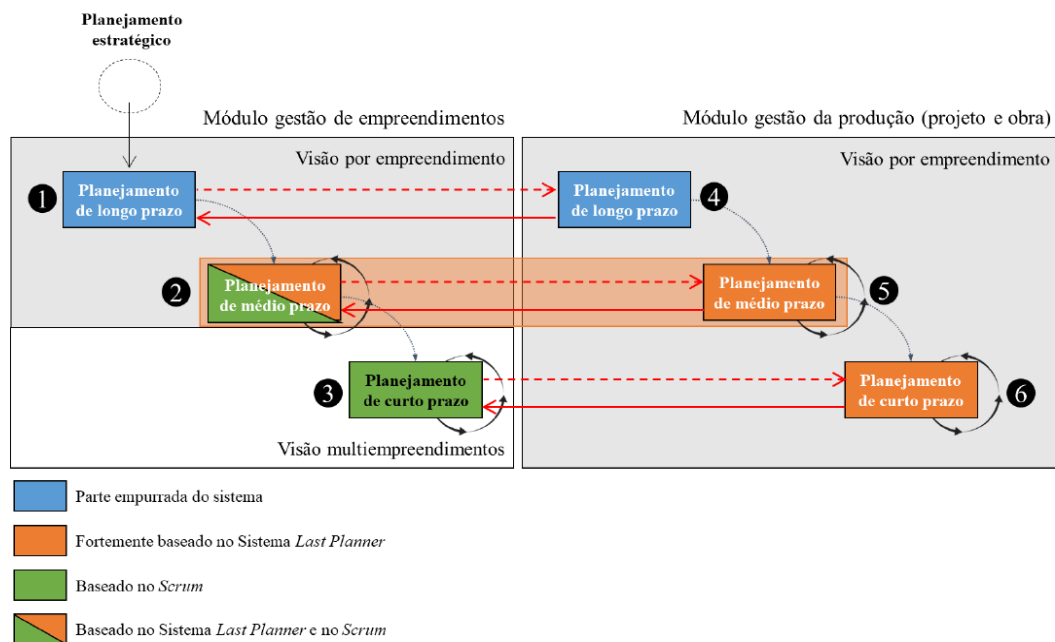 Planejamento
estratégico
Módulo gestão de empreendimentos
Módulo gestão da produção (projeto e obra)
Visão por empreendimento
Visão por empreendimento
1
Planejamento
de longo prazo
Planejamento
de longo prazo
4
2
Planejamento
de médio prazo
Planejamento
de médio prazo
5
3
Planejamento
de curto prazo
Planejamento
de curto prazo
6
Visão multiempreendimentos
Parte empurrada do sistema
Fortemente baseado no Sistema Last Planner
Baseado no Scrum
Baseado no Sistema Last Planner e no Scrum